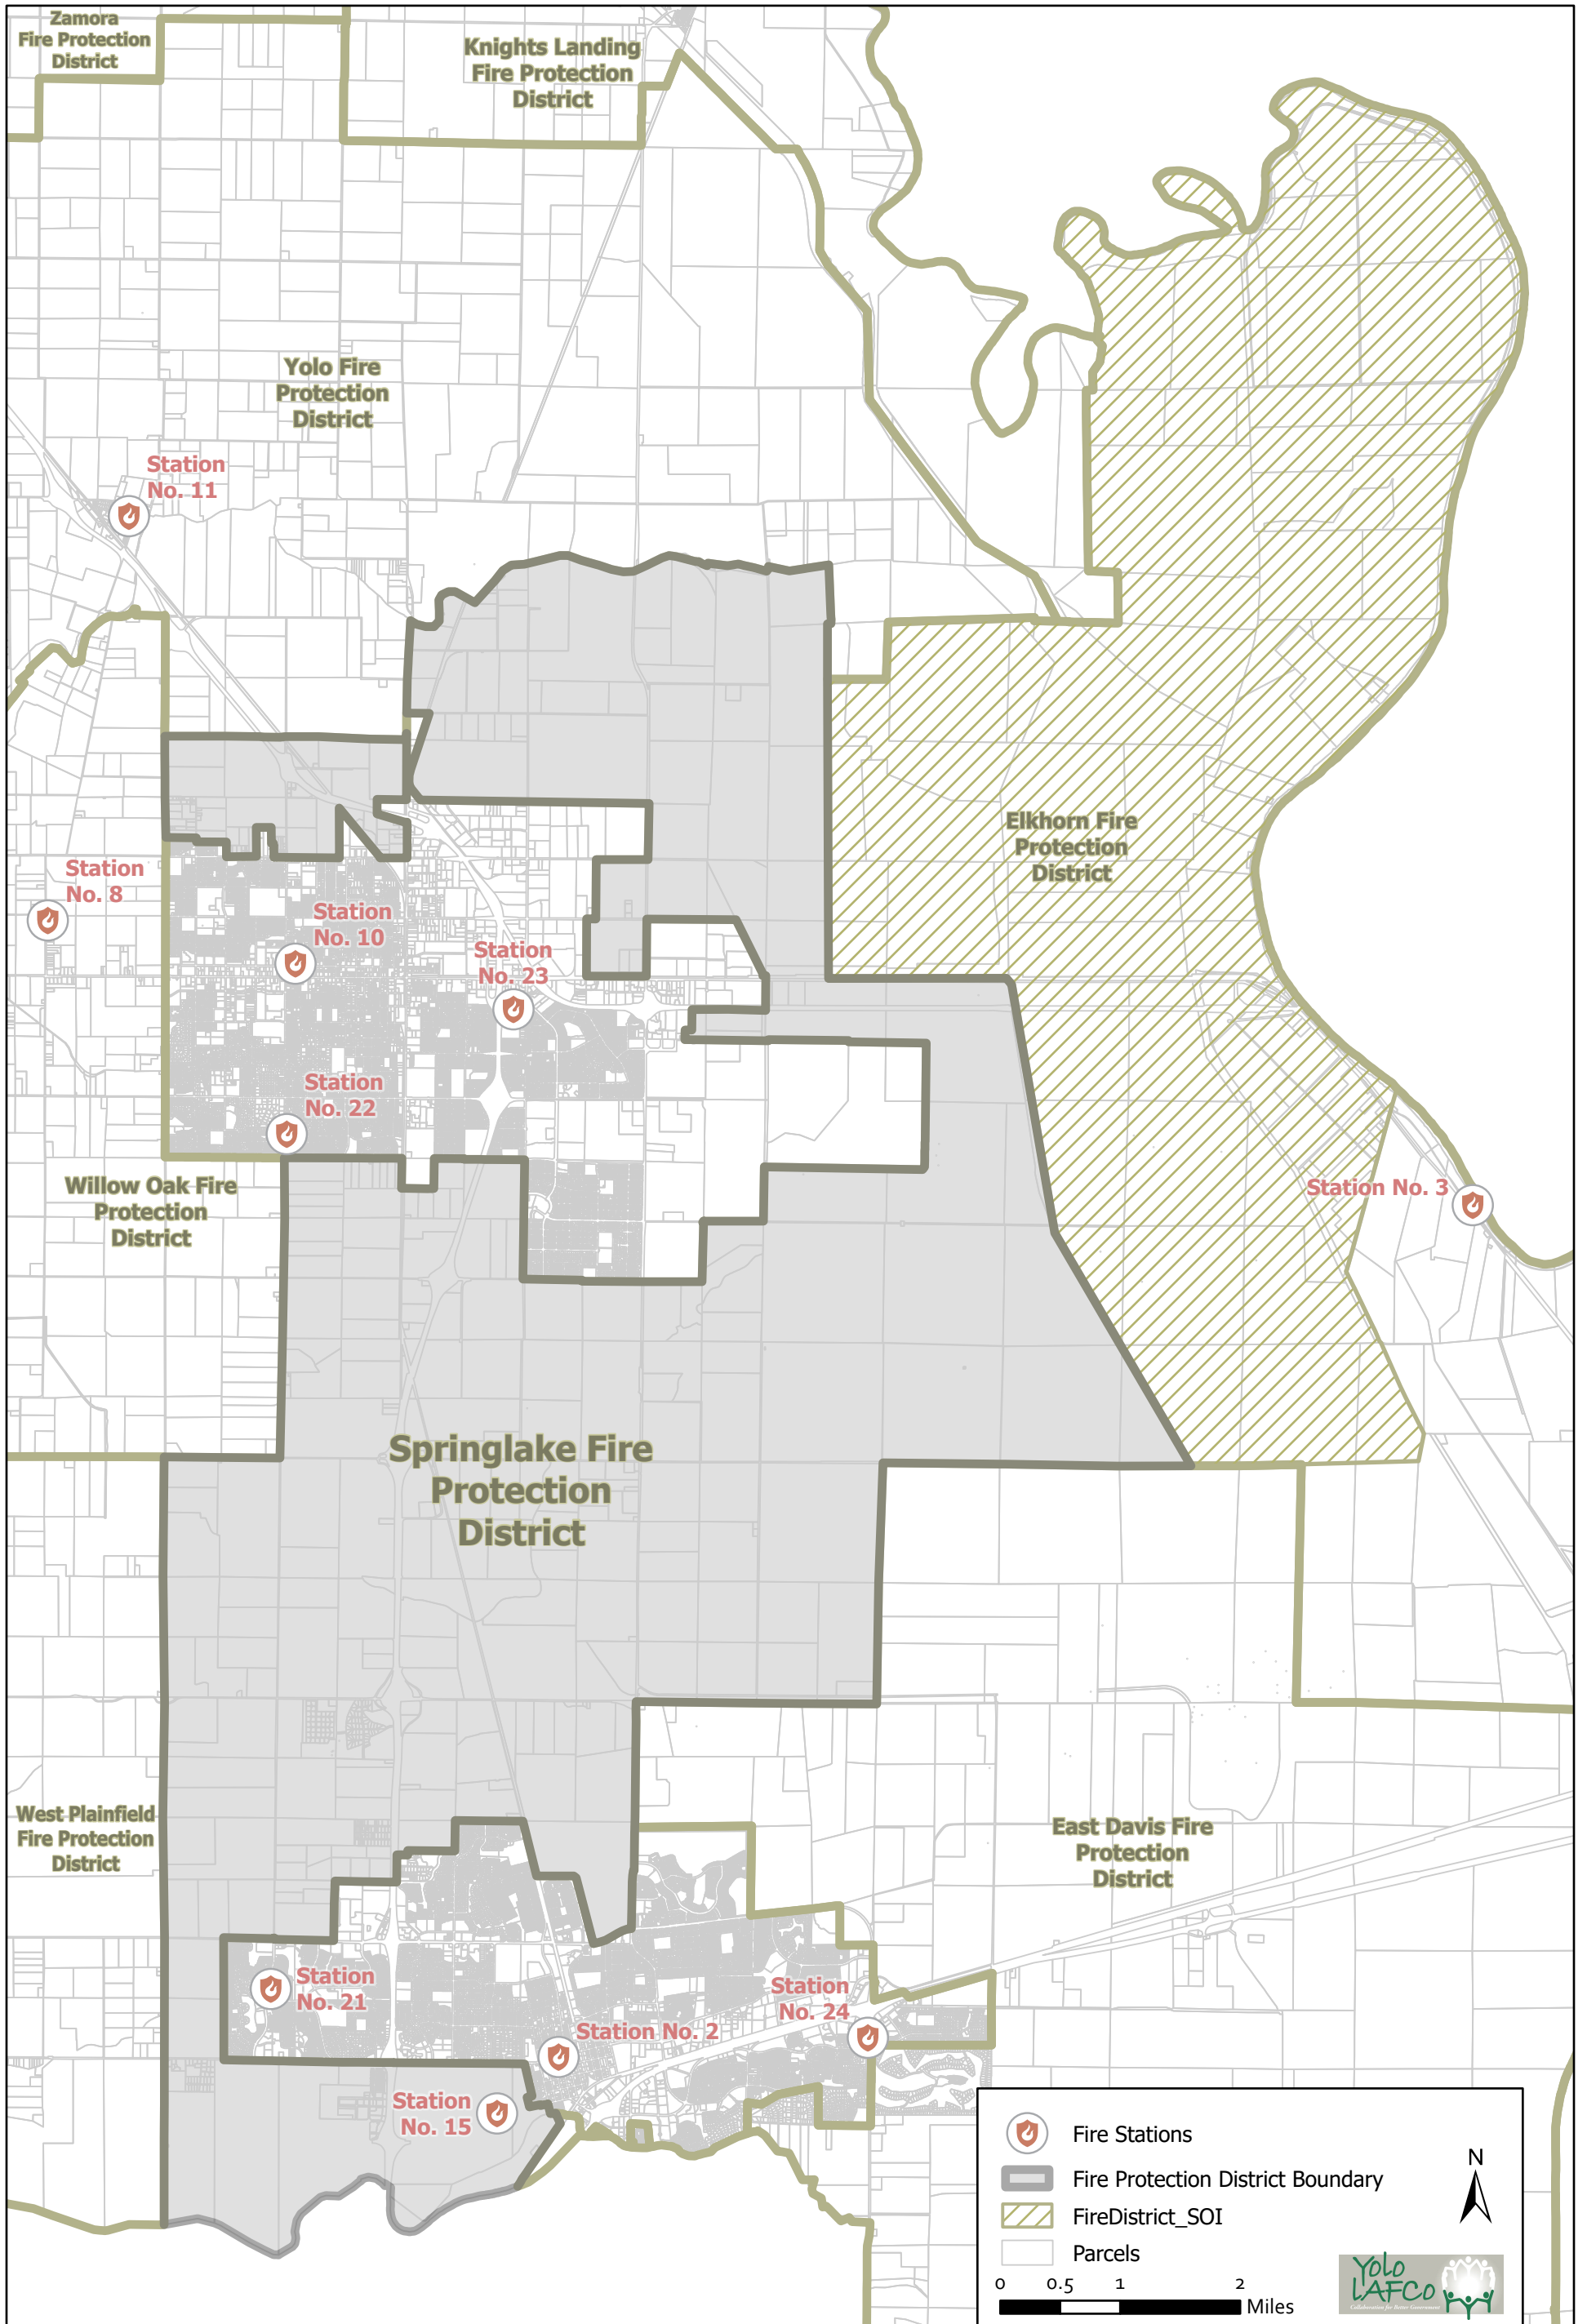 Zamora
Fire Protection
District
Knights Landing
Fire Protection
District
Yolo Fire
Protection
District
Station
No. 11
Elkhorn Fire
Protection
District
Station
No. 8
Station
No. 10
Station
No. 23
Station
No. 22
Willow Oak Fire
Protection
District
Station No. 3
Springlake Fire
Protection
District
West Plainfield
Fire Protection
District
East Davis Fire
Protection
District
Station
No. 21
Station
No. 24
Station No. 2
Station
No. 15
Fire Stations
Fire Protection District Boundary
FireDistrict_SOI
Parcels
N
0 0.5 1 2
Miles
YOLO
LAFCo
Collaboration for Better Government